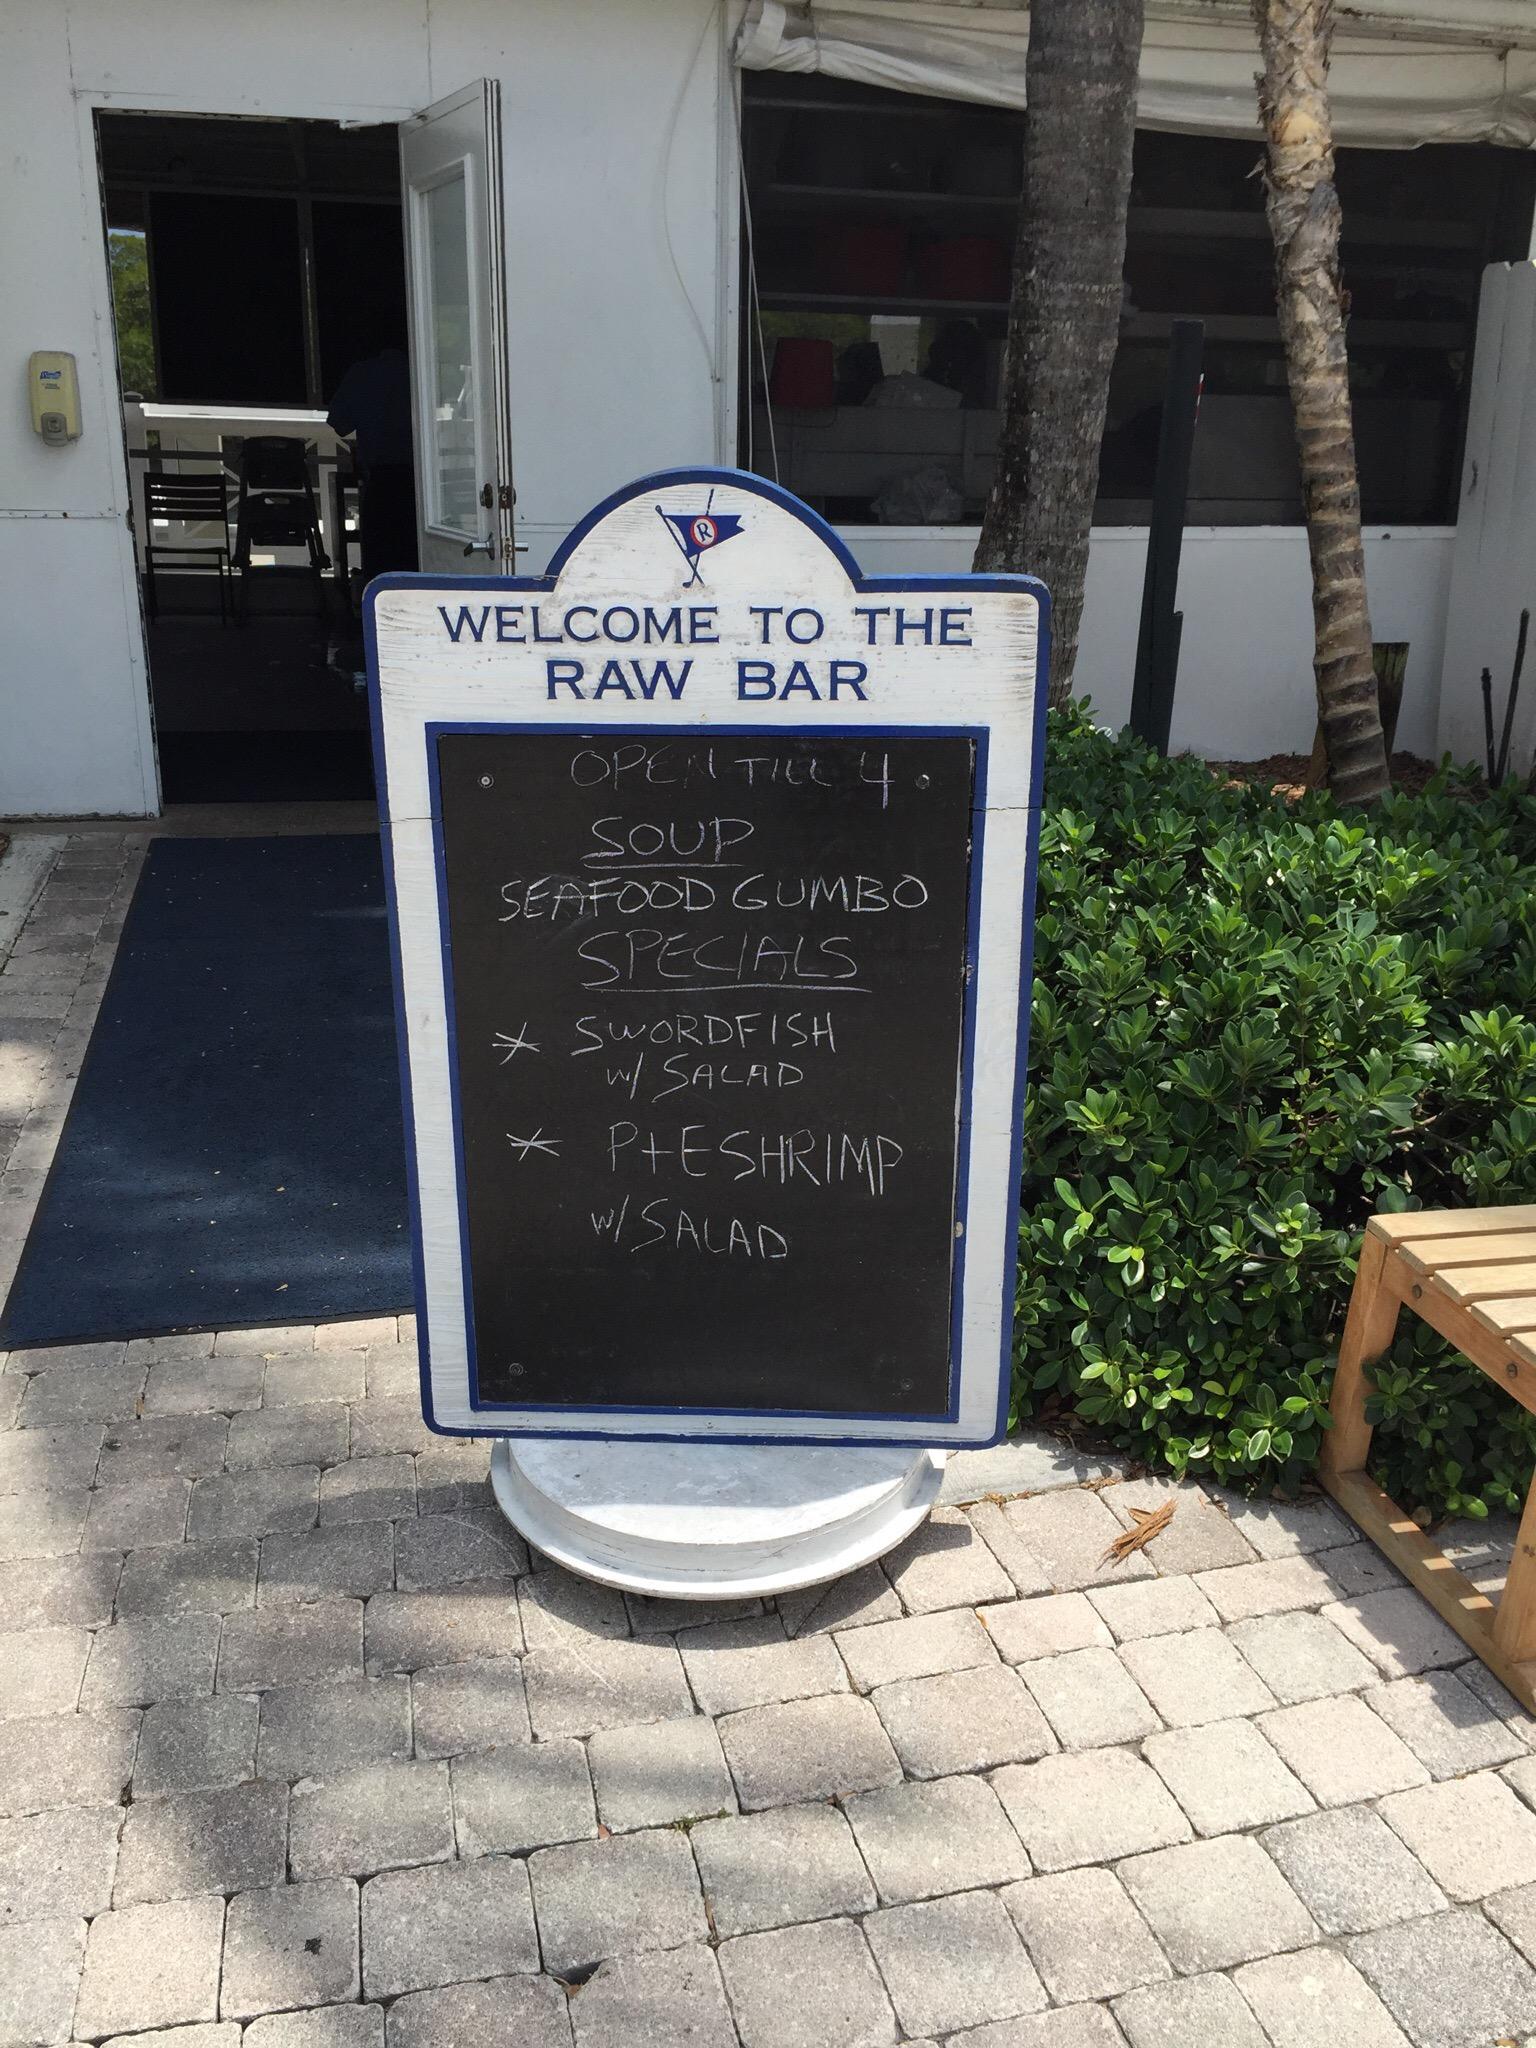 R
WELCOME TO THE
RAW BAR
OPEN TILL 4
SOUP
SEAFOOD GUMBO
SPECIALS
* SWORDFISH
w/ SALAD
* P+E SHRIMP
w/ SALAD